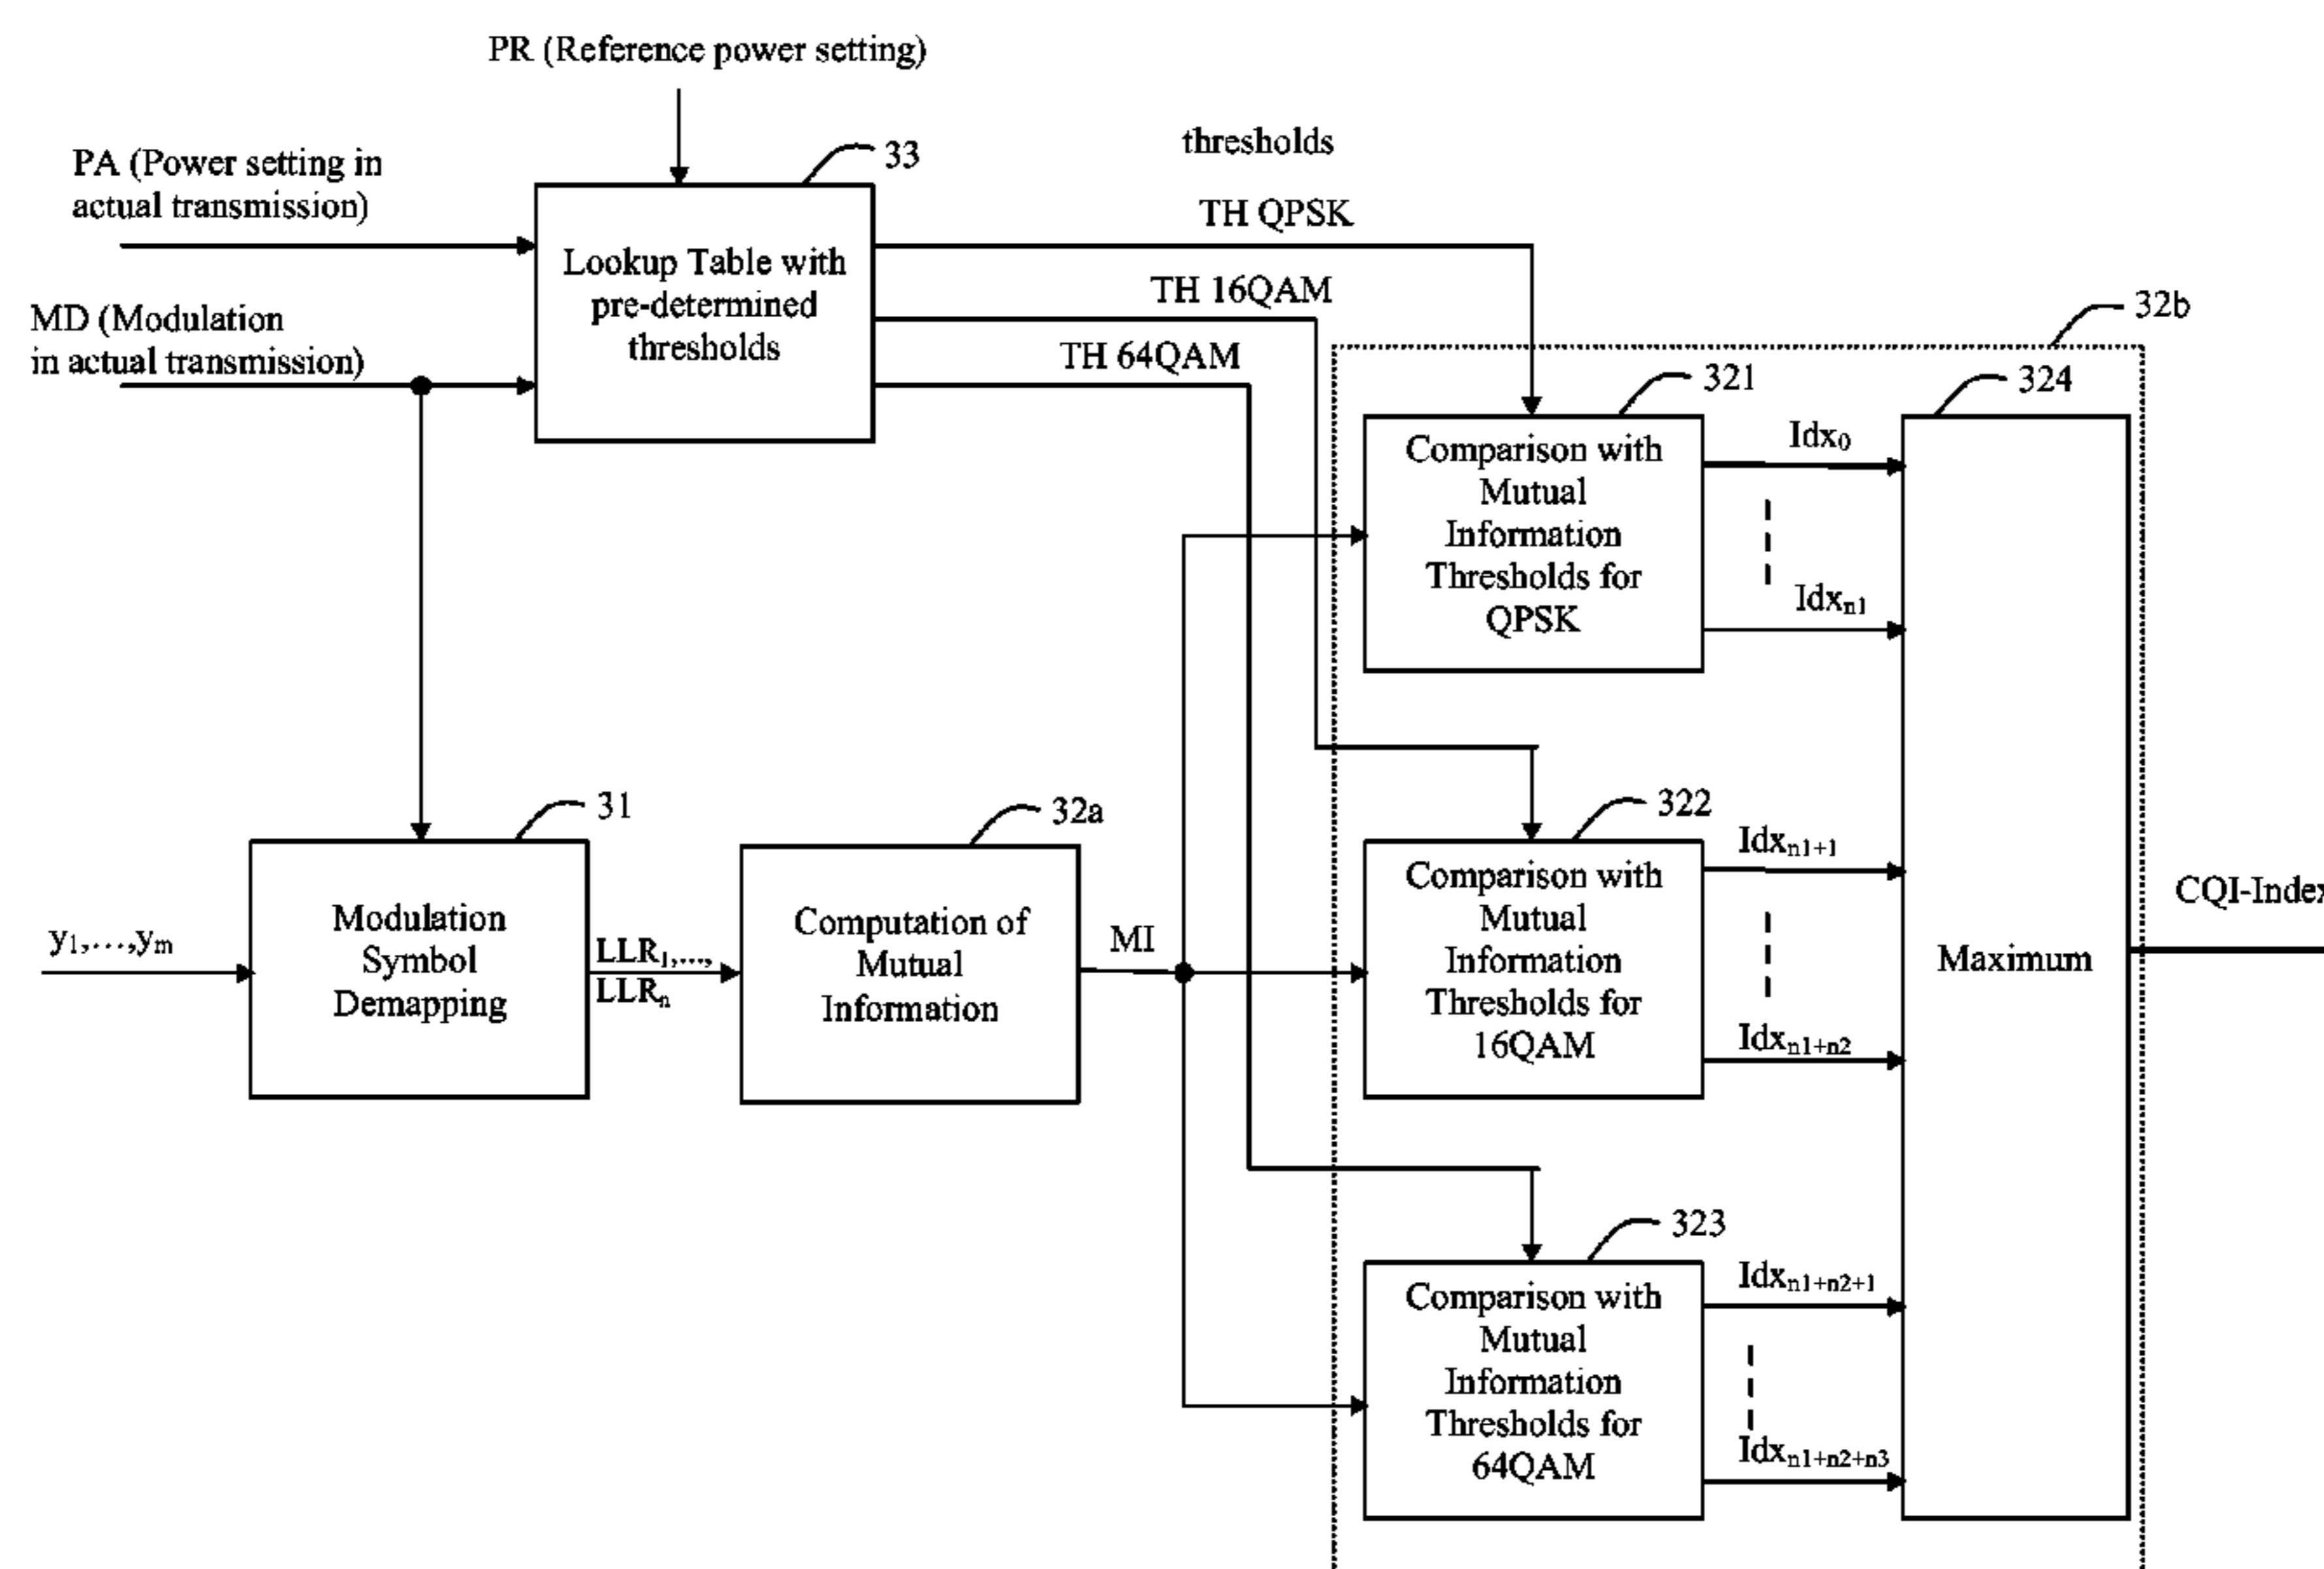 PR (Reference power setting)
33
thresholds
PA (Power setting in
actual transmission)
TH QPSK
Lookup Table with
pre-determined
thresholds
TH 16QAM
MD (Modulation
in actual transmission)
TH 64QAM
32b
321
324
Comparison with
Mutual
Information
Thresholds for
QPSK
Idx0
Idxn1
31
32a
322
Modulation
Symbol
Demapping
y1,...,ym
LLR1,...,
LLRn
Computation of
Mutual
Information
MI
Comparison with
Mutual
Information
Thresholds for
16QAM
Idxn1+1
Idxn1+n2
Maximum
CQI-Index
323
Comparison with
Mutual
Information
Thresholds for
64QAM
Idxn1+n2+1
Idxn1+n2+n3